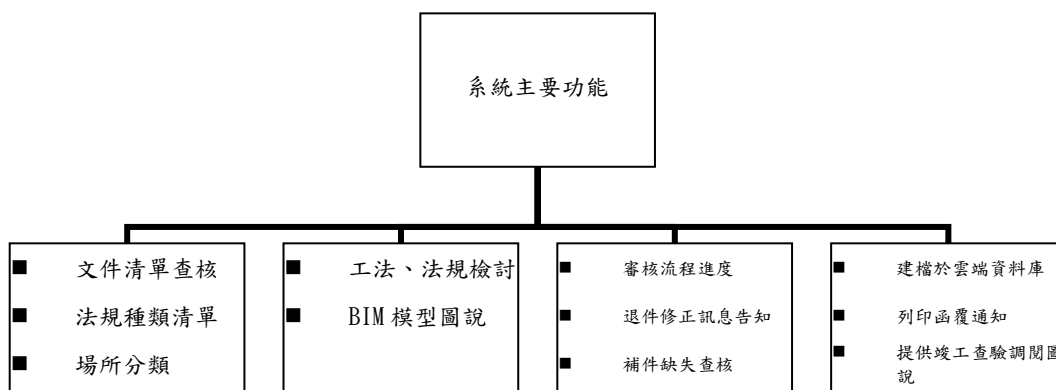 系統主要功能
■ 文件清單查核
■ 法規種類清單
■ 場所分類
■ 工法、法規檢討
■ BIM 模型圖說
■ 審核流程進度
■ 退件修正訊息告知
■ 補件缺失查核
■ 建檔於雲端資料庫
■ 列印函覆通知
■ 提供竣工查驗調閱圖
說